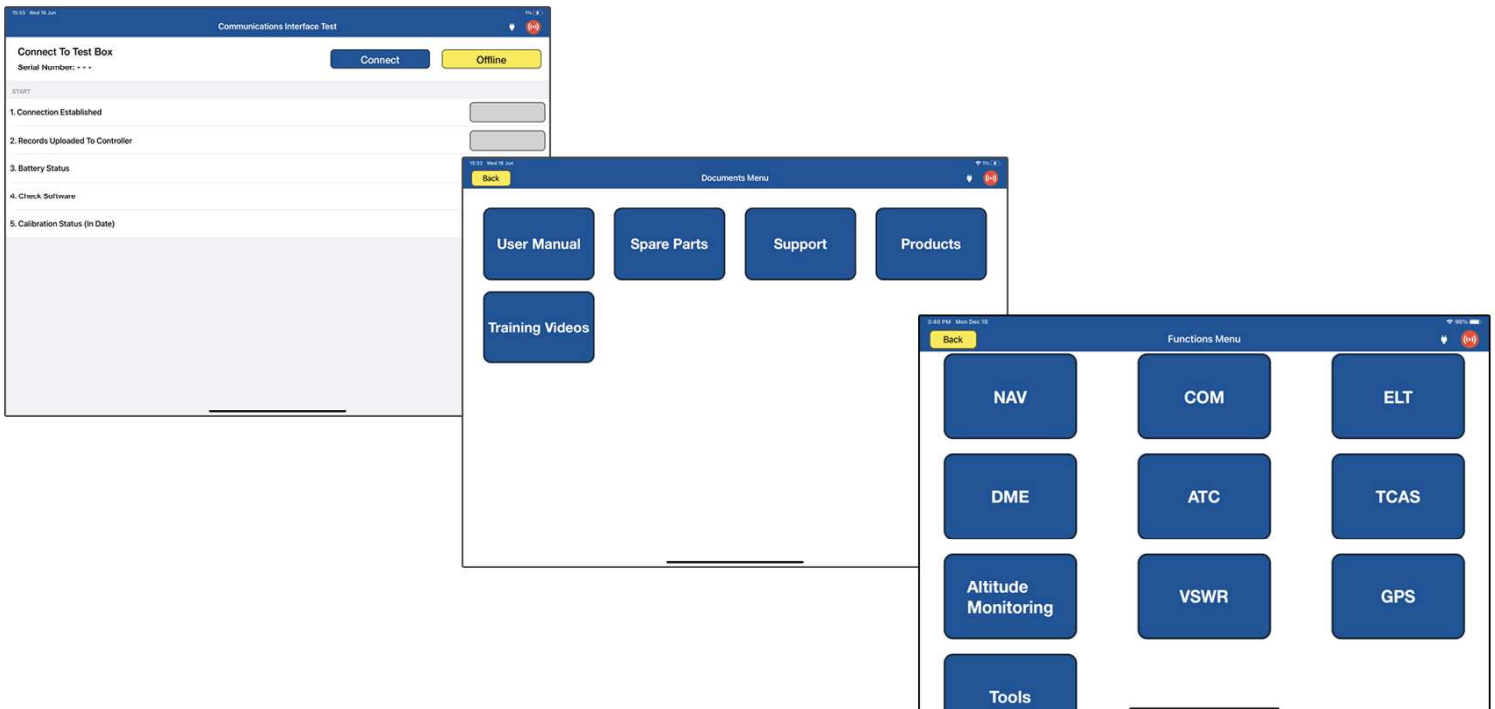 15:33 Wed 16 Jun
1%
Communications Interface Test
Connect To Test Box
Serial Number: - - -
Connect
Offline
START
1. Connection Established
2. Records Uploaded To Controller
3. Battery Status
4. Check Software
5. Calibration Status (In Date)
15:33 Wed 16 Jun
1%
Back
Documents Menu
User Manual
Spare Parts
Support
Products
Training Videos
3:40 PM Mon Dec 19
96%
Back
Functions Menu
NAV
COM
ELT
DME
ATC
TCAS
Altitude
Monitoring
VSWR
GPS
Tools